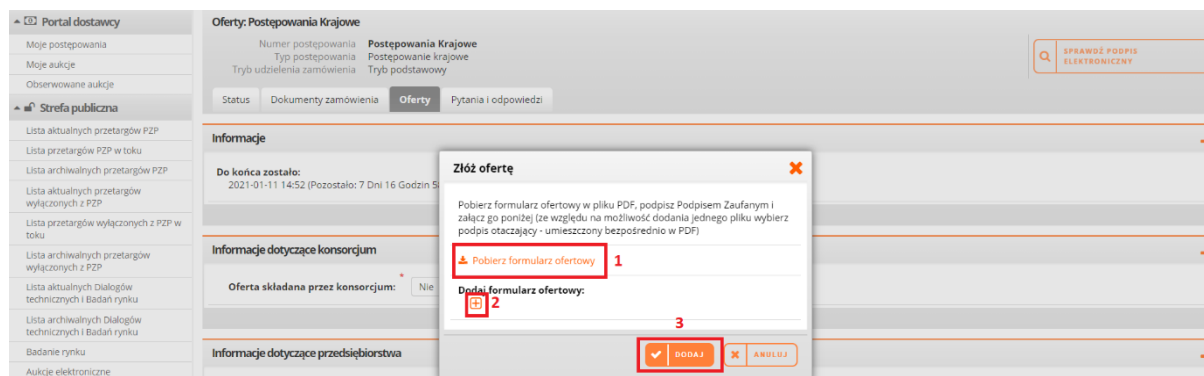 Portal dostawcy
Moje postępowania
Moje aukcje
Obserwowane aukcje
Strefa publiczna
Lista aktualnych przetargów PZP
Lista przetargów PZP w toku
Lista archiwalnych przetargów PZP
Lista aktualnych przetargów
wyłączonych z PZP
Lista przetargów wyłączonych z PZP w
toku
Lista archiwalnych przetargów
wyłączonych z PZP
Lista aktualnych Dialogów
technicznych i Badań rynku
Lista archiwalnych Dialogów
technicznych i Badań rynku
Badanie rynku
Aukcje elektroniczne
Oferty: Postępowania Krajowe
Numer postępowania Postępowania Krajowe
Typ postępowania Postępowanie krajowe
Tryb udzielenia zamówienia Tryb podstawowy
SPRAWDŹ PODPIS
ELEKTRONICZNY
Status Dokumenty zamówienia Oferty Pytania i odpowiedzi
Informacje
Do końca zostało:
2021-01-11 14:52 (Pozostało: 7 Dni 16 Godzin
Informacje dotyczące konsorcjum
Oferta składana przez konsorcjum: * Nie
Informacje dotyczące przedsiębiorstwa
Złóż ofertę
Pobierz formularz ofertowy w pliku PDF, podpisz Podpisem Zaufanym i
załącz go poniżej (ze względu na możliwość dodania jednego pliku wybierz
podpis otaczający - umieszczony bezpośrednio w PDF)
Pobierz formularz ofertowy 1
Dodaj formularz ofertowy:
2
3
DODAJ ANULUJ